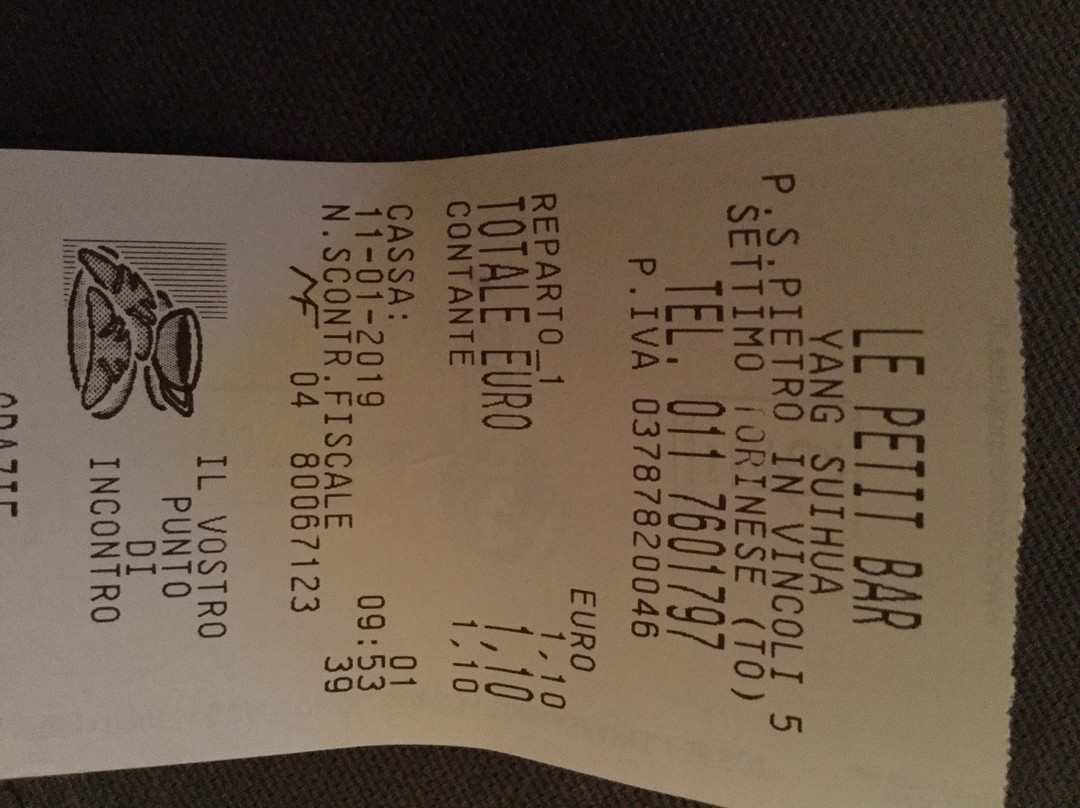 LE PETIT BAR
YANG SUIHUA
P.S.PIETRO IN VINCOLI 5
SETTIMO TORINESE (TO)
TEL. 011 7601797
P.IVA 03787820046
EURO
REPARTO_1 1,10
TOTALE EURO 1,10
CONTANTE 1,10
CASSA: 01
11-01-2019 09:53
N.SCONTR.FISCALE 39
MF 04 80067123
IL VOSTRO
PUNTO
DI
INCONTRO
GRAZIE